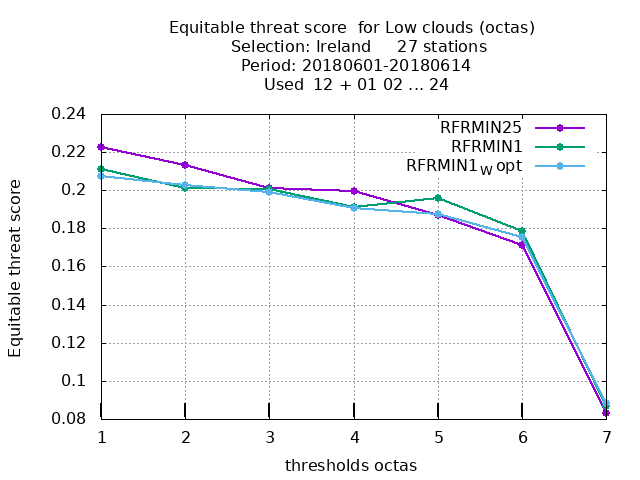 Equitable threat score  for Low clouds (octas)
Selection: Ireland     27 stations
Period: 20180601-20180614
Used  12 + 01 02 ... 24
0.24
0.22
0.2
0.18
0.16
0.14
0.12
0.1
0.08
Equitable threat score
RFRMIN25
RFRMIN1
RFRMIN1W opt
1 2 3 4 5 6 7
thresholds octas